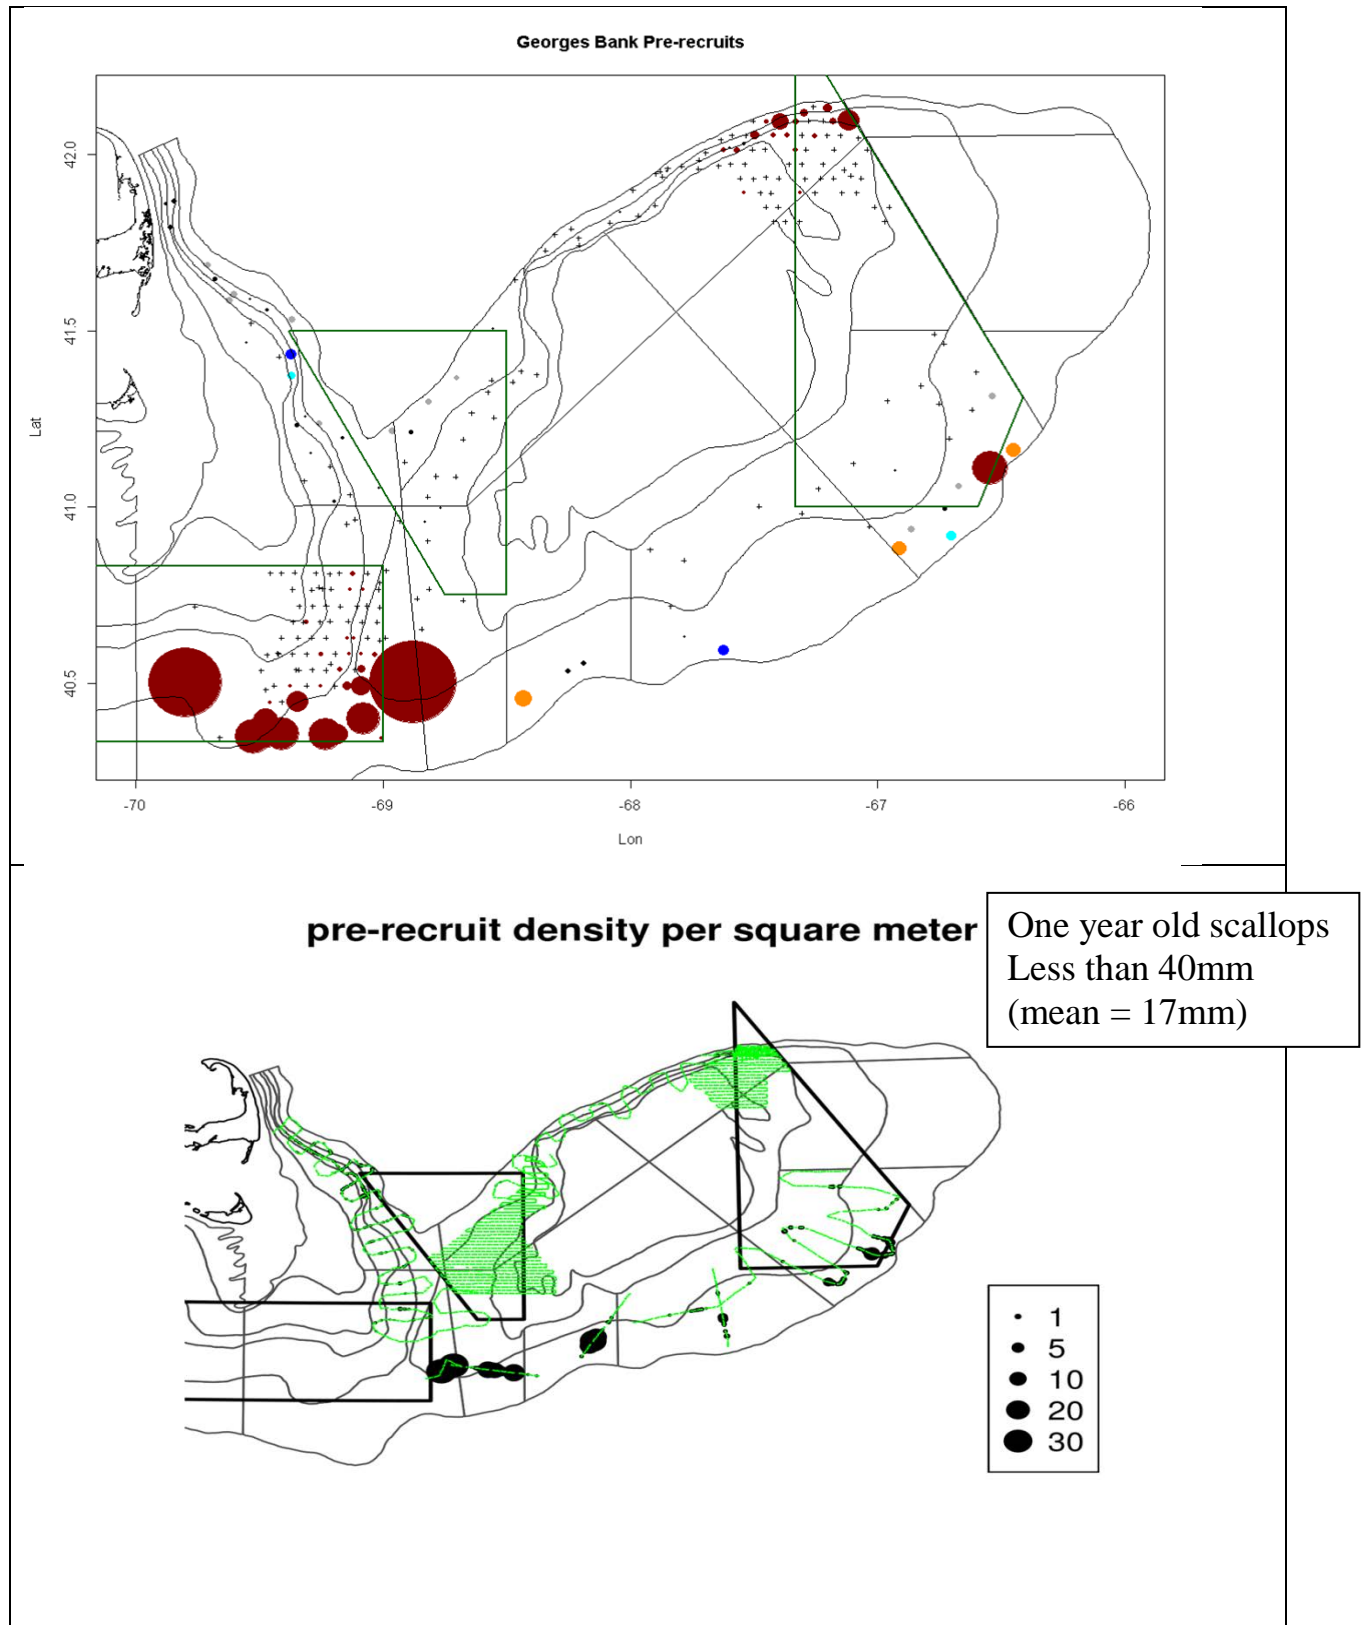 Georges Bank Pre-recruits
42.0
41.5
41.0
40.5
Lat
-70 -69 -68 -67 -66
Lon
pre-recruit density per square meter
One year old scallops
Less than 40mm
(mean = 17mm)
1
5
10
20
30